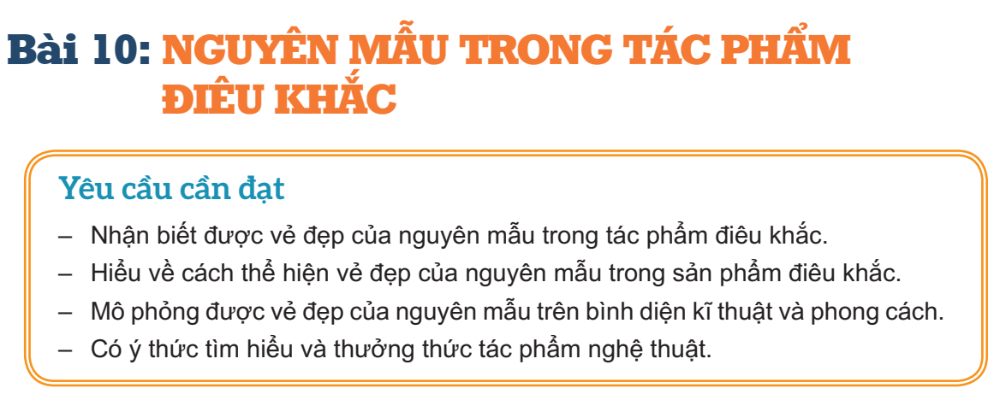 Bài 10: NGUYÊN MẪU TRONG TÁC PHẨM
ĐIÊU KHẮC
Yêu cầu cần đạt
– Nhận biết được vẻ đẹp của nguyên mẫu trong tác phẩm điêu khắc.
– Hiểu về cách thể hiện vẻ đẹp của nguyên mẫu trong sản phẩm điêu khắc.
– Mô phỏng được vẻ đẹp của nguyên mẫu trên bình diện kĩ thuật và phong cách.
– Có ý thức tìm hiểu và thưởng thức tác phẩm nghệ thuật.